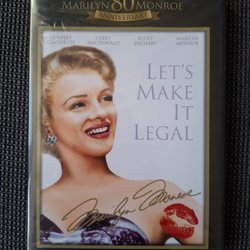 MARILYN 80 MONROE
ANNIVERSARY
COLBERT CLAUDETTE
CAREY MACDONALD
SCOTT ZACHARY
MARILYN MONROE
LET'S
MAKE IT
LEGAL
Marilyn Monroe